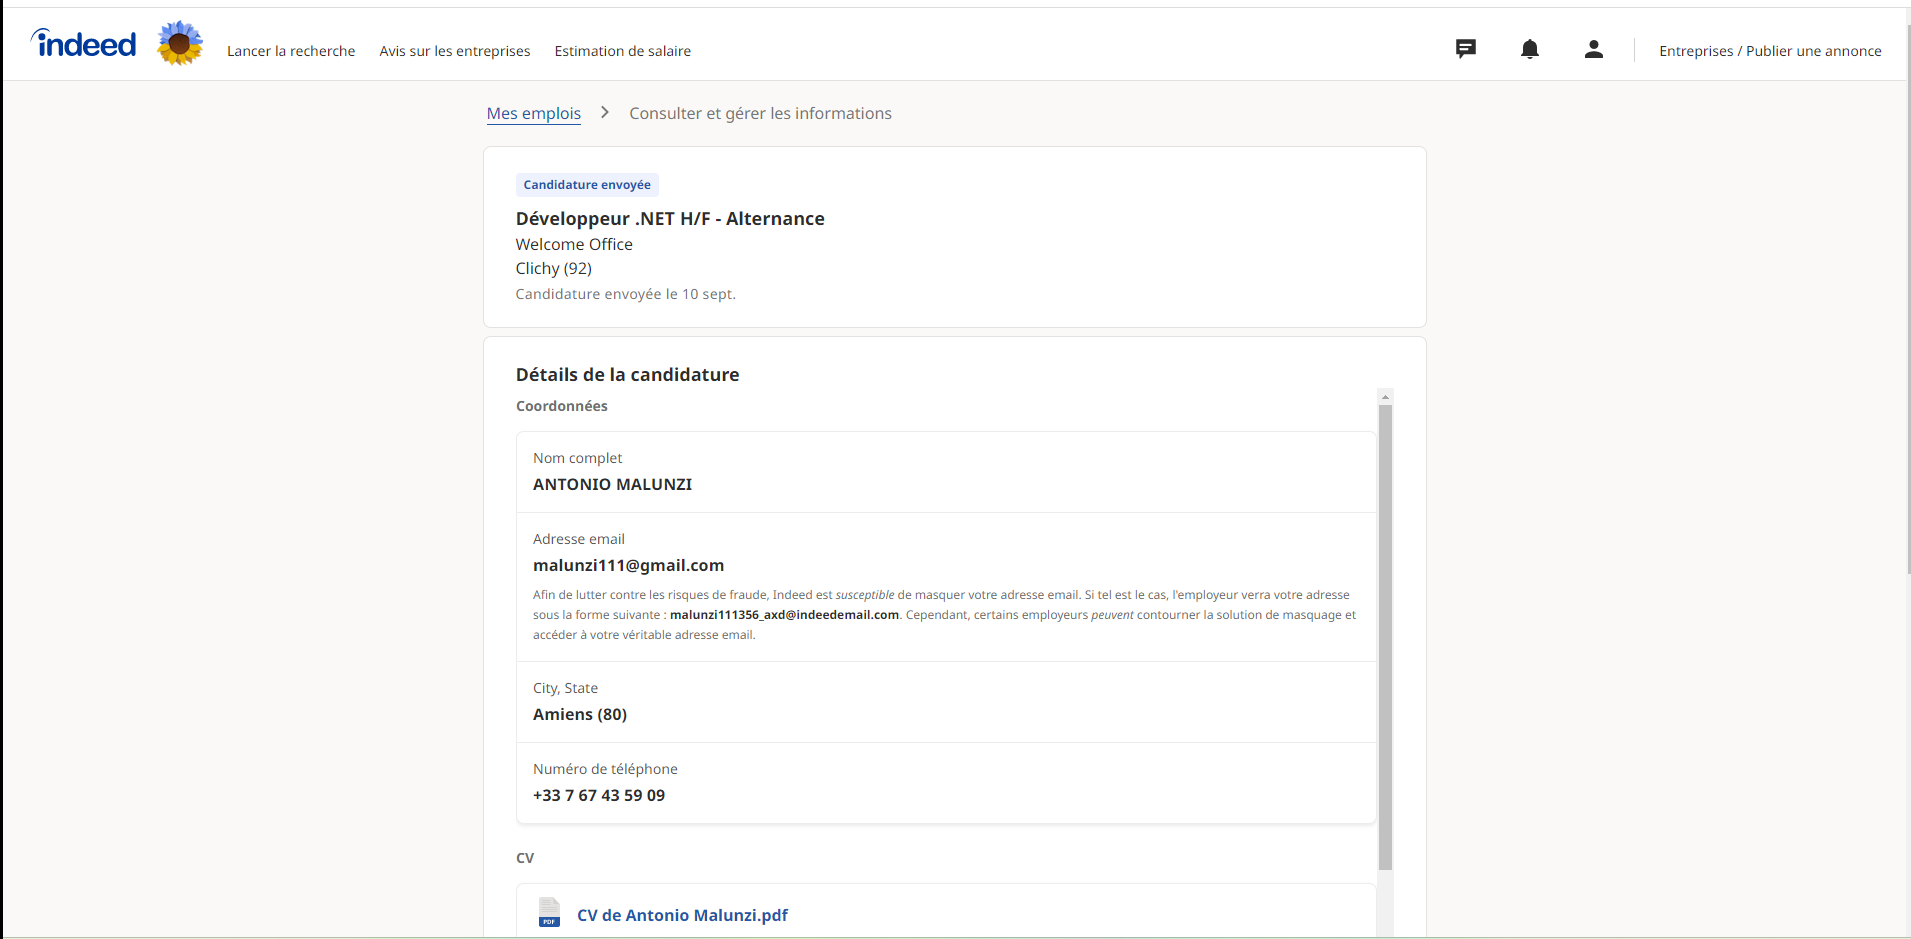 indeed
Lancer la recherche
Avis sur les entreprises
Estimation de salaire
Entreprises / Publier une annonce
Mes emplois
Consulter et gérer les informations
Candidature envoyée
Développeur .NET H/F - Alternance
Welcome Office
Clichy (92)
Candidature envoyée le 10 sept.
Détails de la candidature
Coordonnées
Nom complet
ANTONIO MALUNZI
Adresse email
malunzi111@gmail.com
Afin de lutter contre les risques de fraude, Indeed est susceptible de masquer votre adresse email. Si tel est le cas, l'employeur verra votre adresse
sous la forme suivante : malunzi111356_axd@indeedemail.com. Cependant, certains employeurs peuvent contourner la solution de masquage et
accéder à votre véritable adresse email.
City, State
Amiens (80)
Numéro de téléphone
+33 7 67 43 59 09
CV
PDF
CV de Antonio Malunzi.pdf